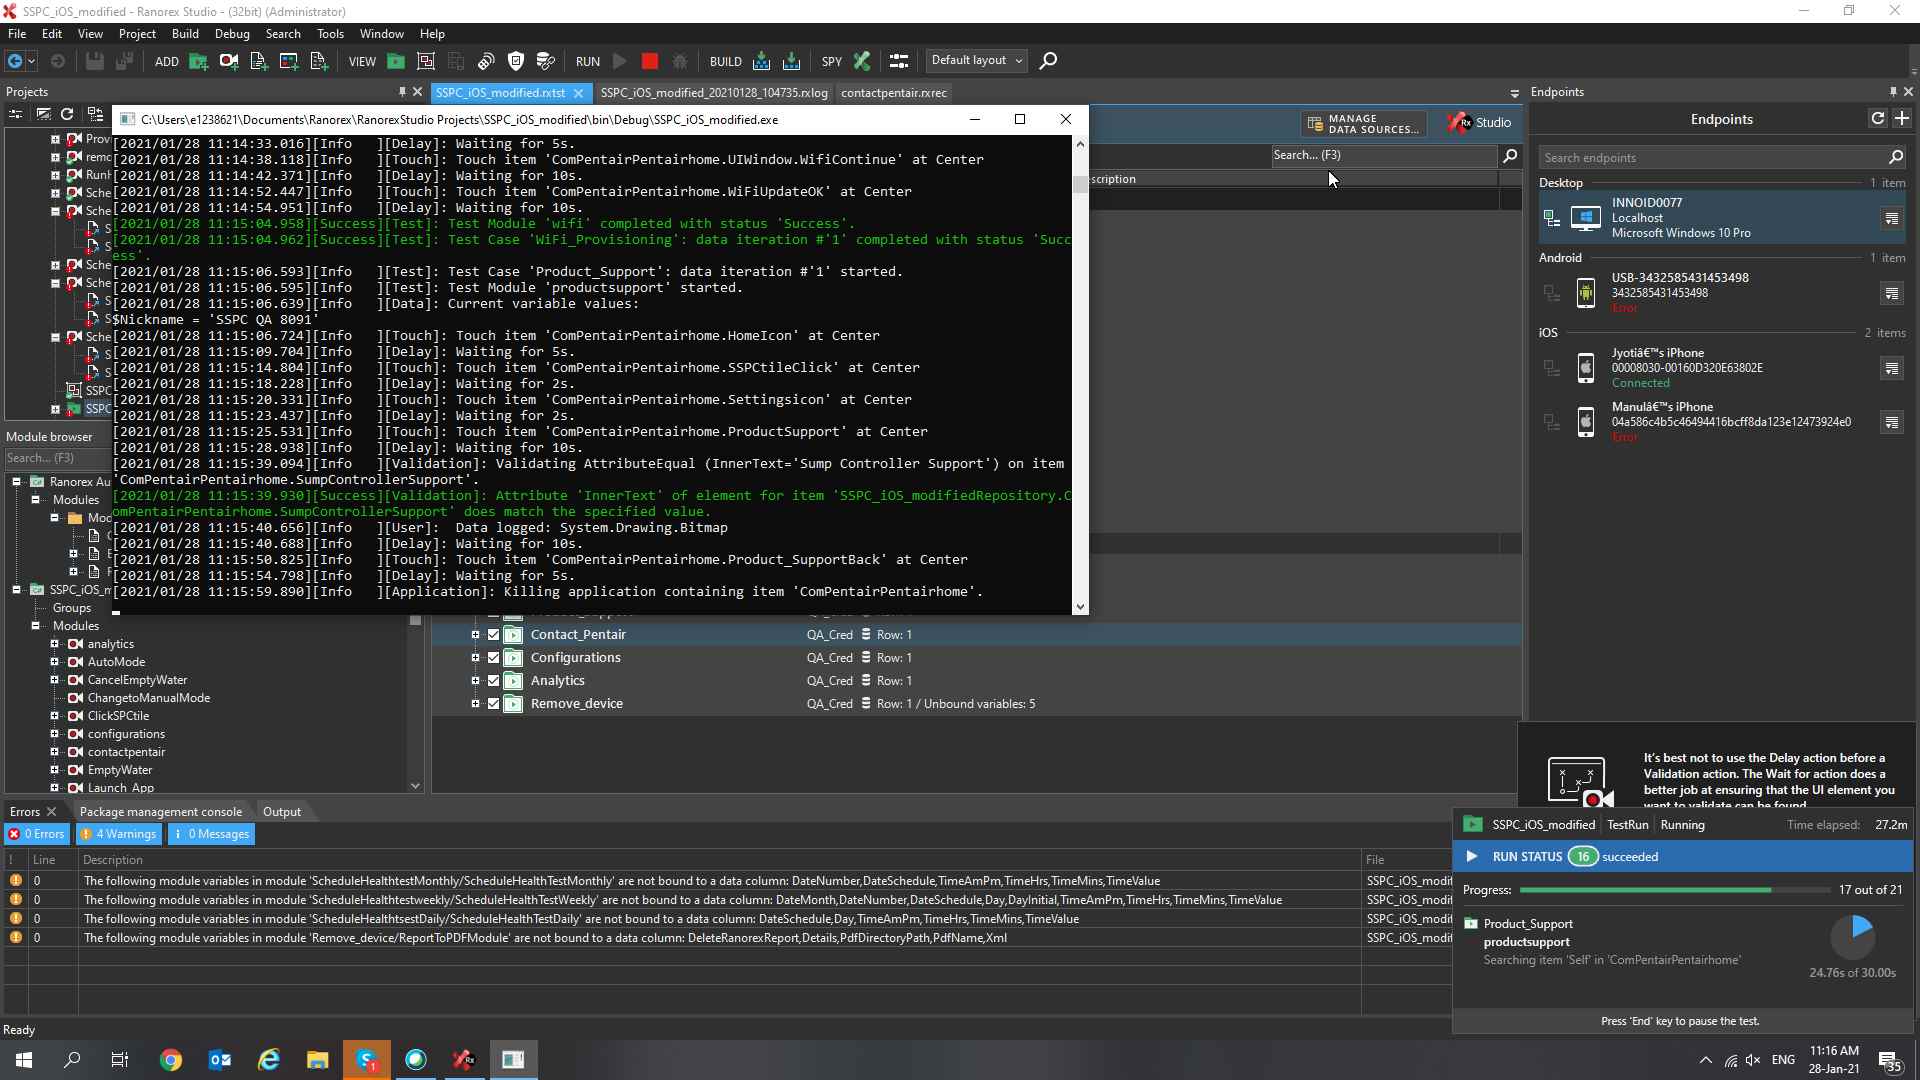 SSPC_iOS_modified - Ranorex Studio - (32bit) (Administrator)
File Edit View Project Build Debug Search Tools Window Help
ADD VIEW RUN BUILD SPY Default layout
Projects
SSPC_iOS_modified.rxtst SSPC_iOS_modified_20210128_104735.rxlog contactpentair.rxrec
C:\Users\e1238621\Documents\Ranorex\RanorexStudio Projects\SSPC_iOS_modified\bin\Debug\SSPC_iOS_modified.exe
[2021/01/28 11:14:33.016][Info   ][Delay]: Waiting for 5s.
[2021/01/28 11:14:38.118][Info   ][Touch]: Touch item 'ComPentairPentairhome.UIWindow.WifiContinue' at Center
[2021/01/28 11:14:42.371][Info   ][Delay]: Waiting for 10s.
[2021/01/28 11:14:52.447][Info   ][Touch]: Touch item 'ComPentairPentairhome.WiFiUpdateOK' at Center
[2021/01/28 11:14:54.951][Info   ][Delay]: Waiting for 10s.
[2021/01/28 11:15:04.958][Success][Test]: Test Module 'wifi' completed with status 'Success'.
[2021/01/28 11:15:04.962][Success][Test]: Test Case 'WiFi_Provisioning': data iteration #'1' completed with status 'Succ
ess'.
[2021/01/28 11:15:06.593][Info   ][Test]: Test Case 'Product_Support': data iteration #'1' started.
[2021/01/28 11:15:06.595][Info   ][Test]: Test Module 'productsupport' started.
[2021/01/28 11:15:06.639][Info   ][Data]: Current variable values:
$Nickname = 'SSPC QA 8091'
[2021/01/28 11:15:06.724][Info   ][Touch]: Touch item 'ComPentairPentairhome.HomeIcon' at Center
[2021/01/28 11:15:09.704][Info   ][Delay]: Waiting for 5s.
[2021/01/28 11:15:14.804][Info   ][Touch]: Touch item 'ComPentairPentairhome.SSPCtileClick' at Center
[2021/01/28 11:15:18.228][Info   ][Delay]: Waiting for 2s.
[2021/01/28 11:15:20.331][Info   ][Touch]: Touch item 'ComPentairPentairhome.Settingsicon' at Center
[2021/01/28 11:15:23.437][Info   ][Delay]: Waiting for 2s.
[2021/01/28 11:15:25.531][Info   ][Touch]: Touch item 'ComPentairPentairhome.ProductSupport' at Center
[2021/01/28 11:15:28.938][Info   ][Delay]: Waiting for 10s.
[2021/01/28 11:15:39.094][Info   ][Validation]: Validating AttributeEqual (InnerText='Sump Controller Support') on item
'ComPentairPentairhome.SumpControllerSupport'.
[2021/01/28 11:15:39.930][Success][Validation]: Attribute 'InnerText' of element for item 'SSPC_iOS_modifiedRepository.C
omPentairPentairhome.SumpControllerSupport' does match the specified value.
[2021/01/28 11:15:40.656][Info   ][User]:  Data logged: System.Drawing.Bitmap
[2021/01/28 11:15:40.688][Info   ][Delay]: Waiting for 10s.
[2021/01/28 11:15:50.825][Info   ][Touch]: Touch item 'ComPentairPentairhome.Product_SupportBack' at Center
[2021/01/28 11:15:54.798][Info   ][Delay]: Waiting for 5s.
[2021/01/28 11:15:59.890][Info   ][Application]: Killing application containing item 'ComPentairPentairhome'.
Prov
remo
RunH
Sche
Sche
S
S
Sche
Sche
S
S
Sche
S
S
SSPC
SSPC
MANAGE
DATA SOURCES...
Rx Studio
Search... (F3)
scription
Contact_Pentair QA_Cred Row: 1
Configurations QA_Cred Row: 1
Analytics QA_Cred Row: 1
Remove_device QA_Cred Row: 1 / Unbound variables: 5
Module browser
Search... (F3)
Ranorex Au
Modules
Mod
SSPC_iOS_m
Groups
Modules
analytics
AutoMode
CancelEmptyWater
ChangetoManualMode
ClickSPCtile
configurations
contactpentair
EmptyWater
Launch_App
Endpoints
Endpoints
Search endpoints
Desktop 1 item
INNOID0077
Localhost
Microsoft Windows 10 Pro
Android 1 item
USB-3432585431453498
3432585431453498
Error
iOS 2 items
Jyotiâ€™s iPhone
00008030-00160D320E63802E
Connected
Manulâ€™s iPhone
04a586c4b5c46494416bcff8da123e12473924e0
Error
It's best not to use the Delay action before a
Validation action. The Wait for action does a
better job at ensuring that the UI element you
want to validate can be found.
SSPC_iOS_modified TestRun Running Time elapsed: 27.2m
RUN STATUS 16 succeeded
Progress: 17 out of 21
Product_Support
productsupport
Searching item 'Self' in 'ComPentairPentairhome'
24.76s of 30.00s
Press 'End' key to pause the test.
Errors Package management console Output
0 Errors 4 Warnings 0 Messages
! Line Description File
0 The following module variables in module 'ScheduleHealthtestMonthly/ScheduleHealthTestMonthly' are not bound to a data column: DateNumber,DateSchedule,TimeAmPm,TimeHrs,TimeMins,TimeValue SSPC_iOS_modif
0 The following module variables in module 'ScheduleHealthtestweekly/ScheduleHealthTestWeekly' are not bound to a data column: DateMonth,DateNumber,DateSchedule,Day,DayInitial,TimeAmPm,TimeHrs,TimeMins,TimeValue SSPC_iOS_modif
0 The following module variables in module 'ScheduleHealthtsestDaily/ScheduleHealthTestDaily' are not bound to a data column: DateSchedule,Day,TimeAmPm,TimeHrs,TimeMins,TimeValue SSPC_iOS_modif
0 The following module variables in module 'Remove_device/ReportToPDFModule' are not bound to a data column: DeleteRanorexReport,Details,PdfDirectoryPath,PdfName,Xml SSPC_iOS_modif
Ready
ENG
11:16 AM
28-Jan-21
35